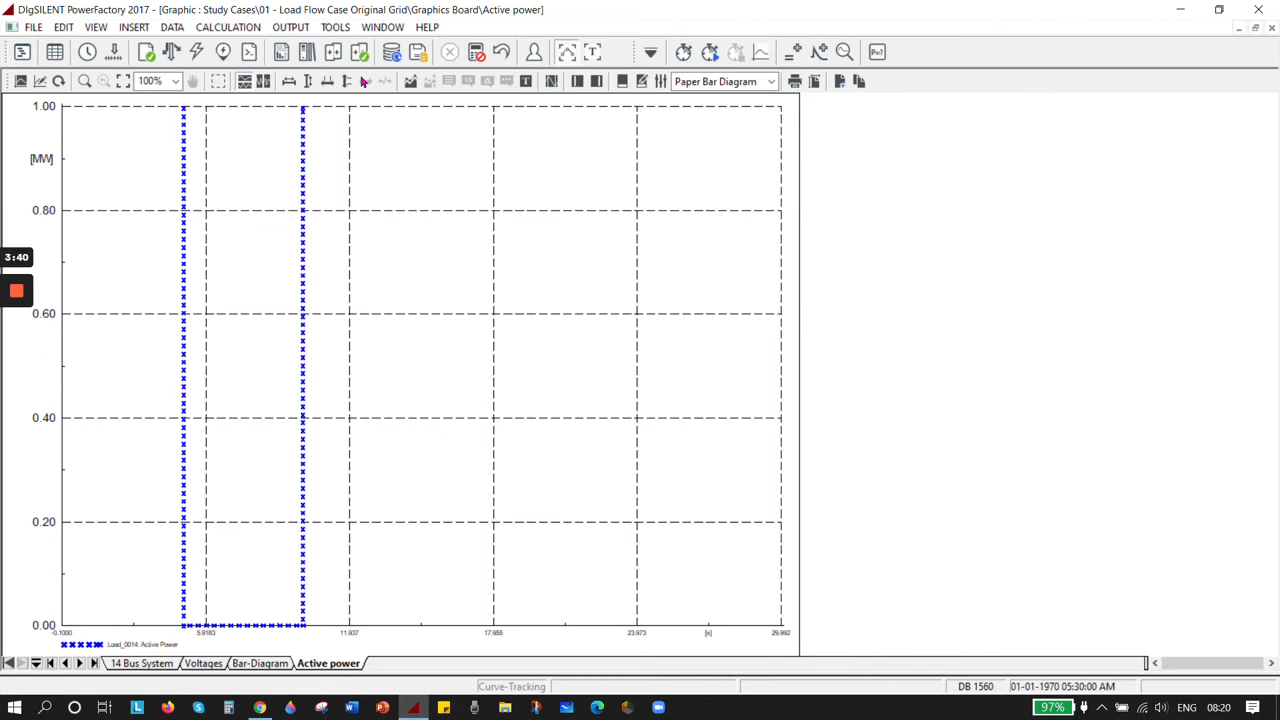 DIgSILENT PowerFactory 2017 - [Graphic : Study Cases\01 - Load Flow Case Original Grid\Graphics Board\Active power]
FILE EDIT VIEW INSERT DATA CALCULATION OUTPUT TOOLS WINDOW HELP
100% Paper Bar Diagram
1.00
[MW]
0.80
3:40
0.60
0.40
0.20
0.00
-0.1000 5.9183 11.937 17.955 23.973 [s] 29.992
Load_0014: Active Power
14 Bus System Voltages Bar-Diagram Active power
Curve-Tracking DB 1560 01-01-1970 05:30:00 AM
97% ENG 08:20